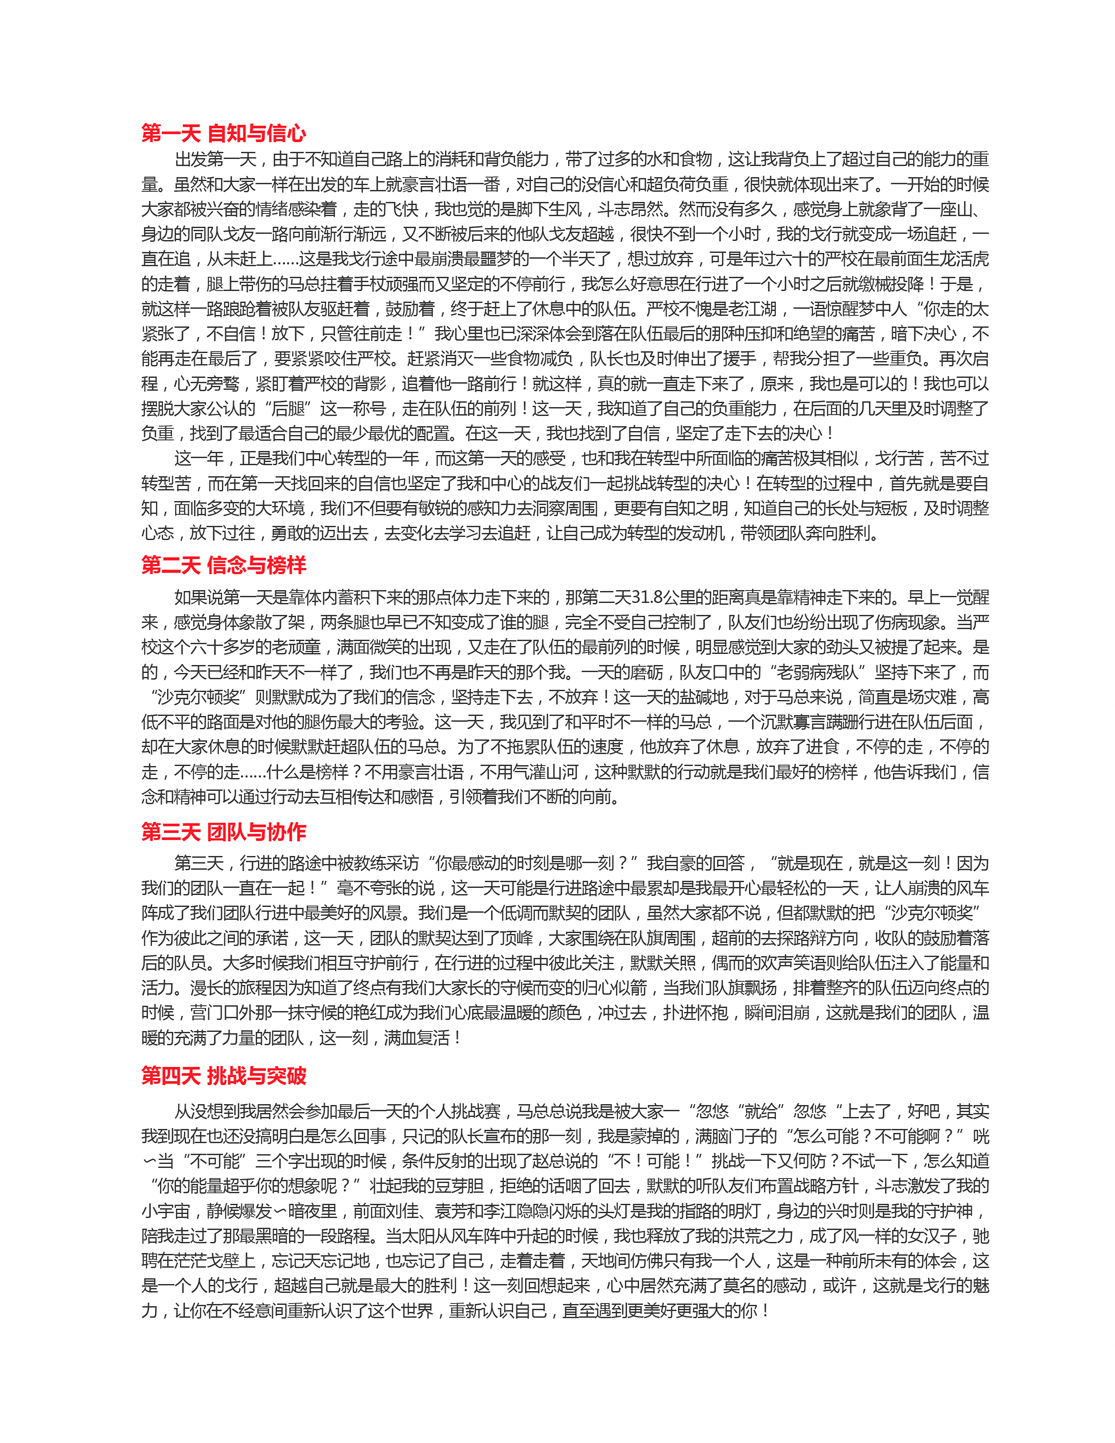 第一天 自知与信心
出发第一天，由于不知道自己路上的消耗和背负能力，带了过多的水和食物，这让我背负上了超过自己的能力的重
量。虽然和大家一样在出发的车上就豪言壮语一番，对自己的没信心和超负荷负重，很快就体现出来了。一开始的时候
大家都被兴奋的情绪感染着，走的飞快，我也觉的是脚下生风，斗志昂然。然而没有多久，感觉身上就象背了一座山、
身边的同队戈友一路向前渐行渐远，又不断被后来的他队戈友超越，很快不到一个小时，我的戈行就变成一场追赶，一
直在追，从未赶上……这是我戈行途中最崩溃最噩梦的一个半天了，想过放弃，可是年过六十的严校在最前面生龙活虎
的走着，腿上带伤的马总拄着手杖顽强而又坚定的不停前行，我怎么好意思在行进了一个小时之后就缴械投降！于是，
就这样一路踉跄着被队友驱赶着，鼓励着，终于赶上了休息中的队伍。严校不愧是老江湖，一语惊醒梦中人“你走的太
紧张了，不自信！放下，只管往前走！”我心里也已深深体会到落在队伍最后的那种压抑和绝望的痛苦，暗下决心，不
能再走在最后了，要紧紧咬住严校。赶紧消灭一些食物减负，队长也及时伸出了援手，帮我分担了一些重负。再次启
程，心无旁骛，紧盯着严校的背影，追着他一路前行！就这样，真的就一直走下来了，原来，我也是可以的！我也可以
摆脱大家公认的“后腿”这一称号，走在队伍的前列！这一天，我知道了自己的负重能力，在后面的几天里及时调整了
负重，找到了最适合自己的最少最优的配置。在这一天，我也找到了自信，坚定了走下去的决心！
这一年，正是我们中心转型的一年，而这第一天的感受，也和我在转型中所面临的痛苦极其相似，戈行苦，苦不过
转型苦，而在第一天找回来的自信也坚定了我和中心的战友们一起挑战转型的决心！在转型的过程中，首先就是要自
知，面临多变的大环境，我们不但要有敏锐的感知力去洞察周围，更要有自知之明，知道自己的长处与短板，及时调整
心态，放下过往，勇敢的迈出去，去变化去学习去追赶，让自己成为转型的发动机，带领团队奔向胜利。
第二天 信念与榜样
如果说第一天是靠体内蓄积下来的那点体力走下来的，那第二天31.8公里的距离真是靠精神走下来的。早上一觉醒
来，感觉身体象散了架，两条腿也早已不知变成了谁的腿，完全不受自己控制了，队友们也纷纷出现了伤病现象。当严
校这个六十多岁的老顽童，满面微笑的出现，又走在了队伍的最前列的时候，明显感觉到大家的劲头又被提了起来。是
的，今天已经和昨天不一样了，我们也不再是昨天的那个我。一天的磨砺，队友口中的“老弱病残队”坚持下来了，而
“沙克尔顿奖”则默默成为了我们的信念，坚持走下去，不放弃！这一天的盐碱地，对于马总来说，简直是场灾难，高
低不平的路面是对他的腿伤最大的考验。这一天，我见到了和平时不一样的马总，一个沉默寡言蹒跚行进在队伍后面，
却在大家休息的时候默默赶超队伍的马总。为了不拖累队伍的速度，他放弃了休息，放弃了进食，不停的走，不停的
走，不停的走……什么是榜样？不用豪言壮语，不用气灌山河，这种默默的行动就是我们最好的榜样，他告诉我们，信
念和精神可以通过行动去互相传达和感悟，引领着我们不断的向前。
第三天 团队与协作
第三天，行进的路途中被教练采访“你最感动的时刻是哪一刻？”我自豪的回答，“就是现在，就是这一刻！因为
我们的团队一直在一起！”毫不夸张的说，这一天可能是行进路途中最累却是我最开心最轻松的一天，让人崩溃的风车
阵成了我们团队行进中最美好的风景。我们是一个低调而默契的团队，虽然大家都不说，但都默默的把“沙克尔顿奖”
作为彼此之间的承诺，这一天，团队的默契达到了顶峰，大家围绕在队旗周围，超前的去探路辩方向，收队的鼓励着落
后的队员。大多时候我们相互守护前行，在行进的过程中彼此关注，默默关照，偶而的欢声笑语则给队伍注入了能量和
活力。漫长的旅程因为知道了终点有我们大家长的守候而变的归心似箭，当我们队旗飘扬，排着整齐的队伍迈向终点的
时候，营门口外那一抹守候的艳红成为我们心底最温暖的颜色，冲过去，扑进怀抱，瞬间泪崩，这就是我们的团队，温
暖的充满了力量的团队，这一刻，满血复活！
第四天 挑战与突破
从没想到我居然会参加最后一天的个人挑战赛，马总总说我是被大家一“忽悠“就给”忽悠“上去了，好吧，其实
我到现在也还没搞明白是怎么回事，只记的队长宣布的那一刻，我是蒙掉的，满脑门子的“怎么可能？不可能啊？”咣
~当“不可能”三个字出现的时候，条件反射的出现了赵总说的“不！可能！”挑战一下又何防？不试一下，怎么知道
“你的能量超乎你的想象呢？”壮起我的豆芽胆，拒绝的话咽了回去，默默的听队友们布置战略方针，斗志激发了我的
小宇宙，静候爆发~暗夜里，前面刘佳、袁芳和李江隐隐闪烁的头灯是我的指路的明灯，身边的兴时则是我的守护神，
陪我走过了那最黑暗的一段路程。当太阳从风车阵中升起的时候，我也释放了我的洪荒之力，成了风一样的女汉子，驰
聘在茫茫戈壁上，忘记天忘记地，也忘记了自己，走着走着，天地间仿佛只有我一个人，这是一种前所未有的体会，这
是一个人的戈行，超越自己就是最大的胜利！这一刻回想起来，心中居然充满了莫名的感动，或许，这就是戈行的魅
力，让你在不经意间重新认识了这个世界，重新认识自己，直至遇到更美好更强大的你！